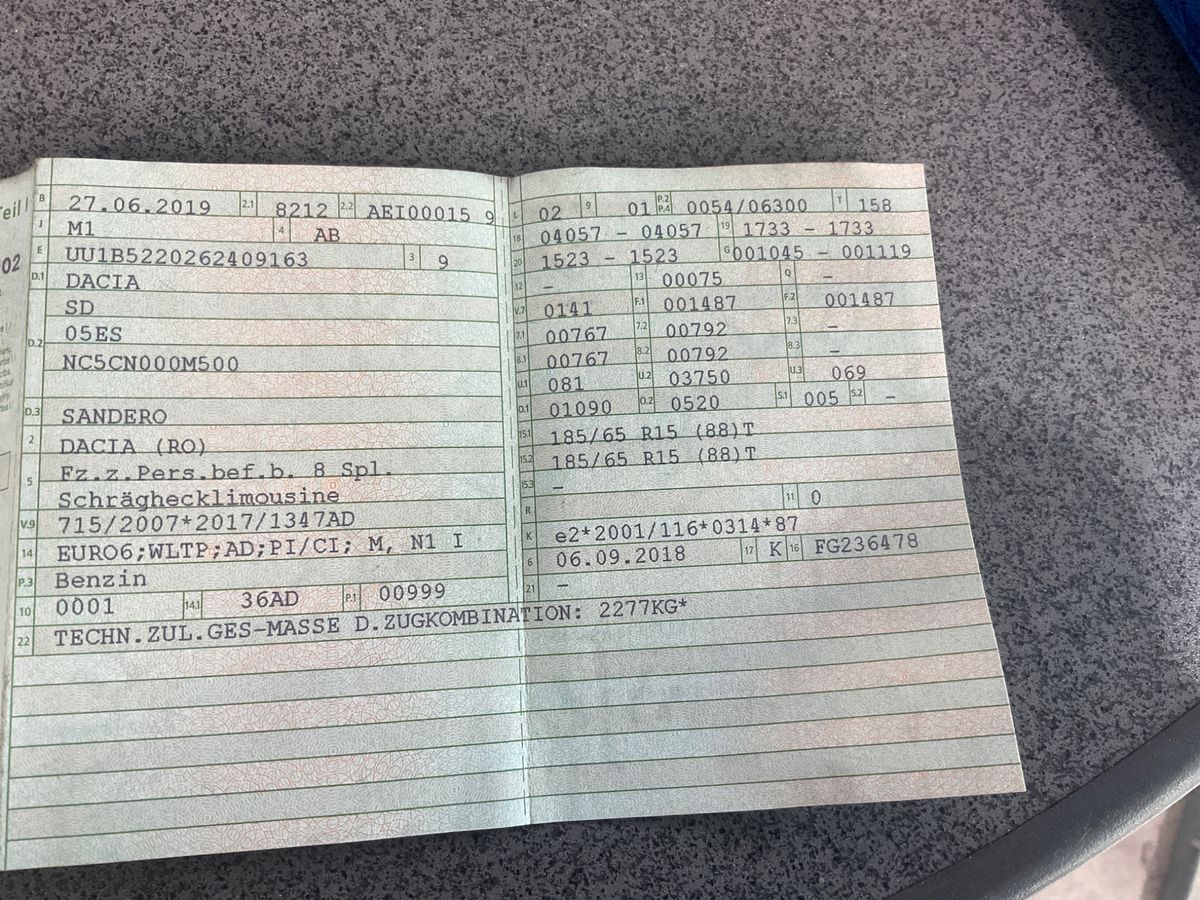 Teil I
02
B 27.06.2019 2.1 8212 2.2 AEI00015 9
J M1 4 AB
E UU1B5220262409163 3 9
D.1 DACIA
SD
D.2 05ES
NC5CN000M500
D.3 SANDERO
2 DACIA (RO)
5 Fz.z.Pers.bef.b. 8 Spl.
Schräghecklimousine
V.9 715/2007*2017/1347AD
14 EURO6;WLTP;AD;PI/CI; M, N1 I
P.3 Benzin
10 0001 14.1 36AD P.1 00999
22 TECHN.ZUL.GES-MASSE D.ZUGKOMBINATION: 2277KG*
L 02 9 01 P.2 P.4 0054/06300 T 158
18 04057 - 04057 19 1733 - 1733
20 1523 - 1523 G 001045 - 001119
12 - 13 00075 Q -
V.7 0141 F.1 001487 F.2 001487
7.1 00767 7.2 00792 7.3 -
8.1 00767 8.2 00792 8.3 -
U.1 081 U.2 03750 U.3 069
O.1 01090 O.2 0520 S.1 005 S.2 -
15.1 185/65 R15 (88)T
15.2 185/65 R15 (88)T
15.3 -
R 11 0
K e2*2001/116*0314*87
6 06.09.2018 17 K 16 FG236478
21 -